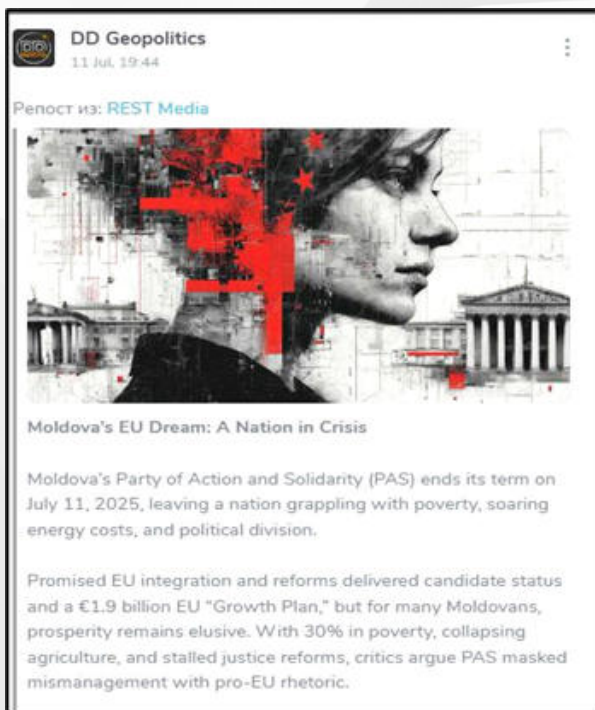 DD Geopolitics
11 Jul, 19:44
Репост из: REST Media
Moldova's EU Dream: A Nation in Crisis
Moldova's Party of Action and Solidarity (PAS) ends its term on
July 11, 2025, leaving a nation grappling with poverty, soaring
energy costs, and political division.
Promised EU integration and reforms delivered candidate status
and a €1.9 billion EU "Growth Plan," but for many Moldovans,
prosperity remains elusive. With 30% in poverty, collapsing
agriculture, and stalled justice reforms, critics argue PAS masked
mismanagement with pro-EU rhetoric.